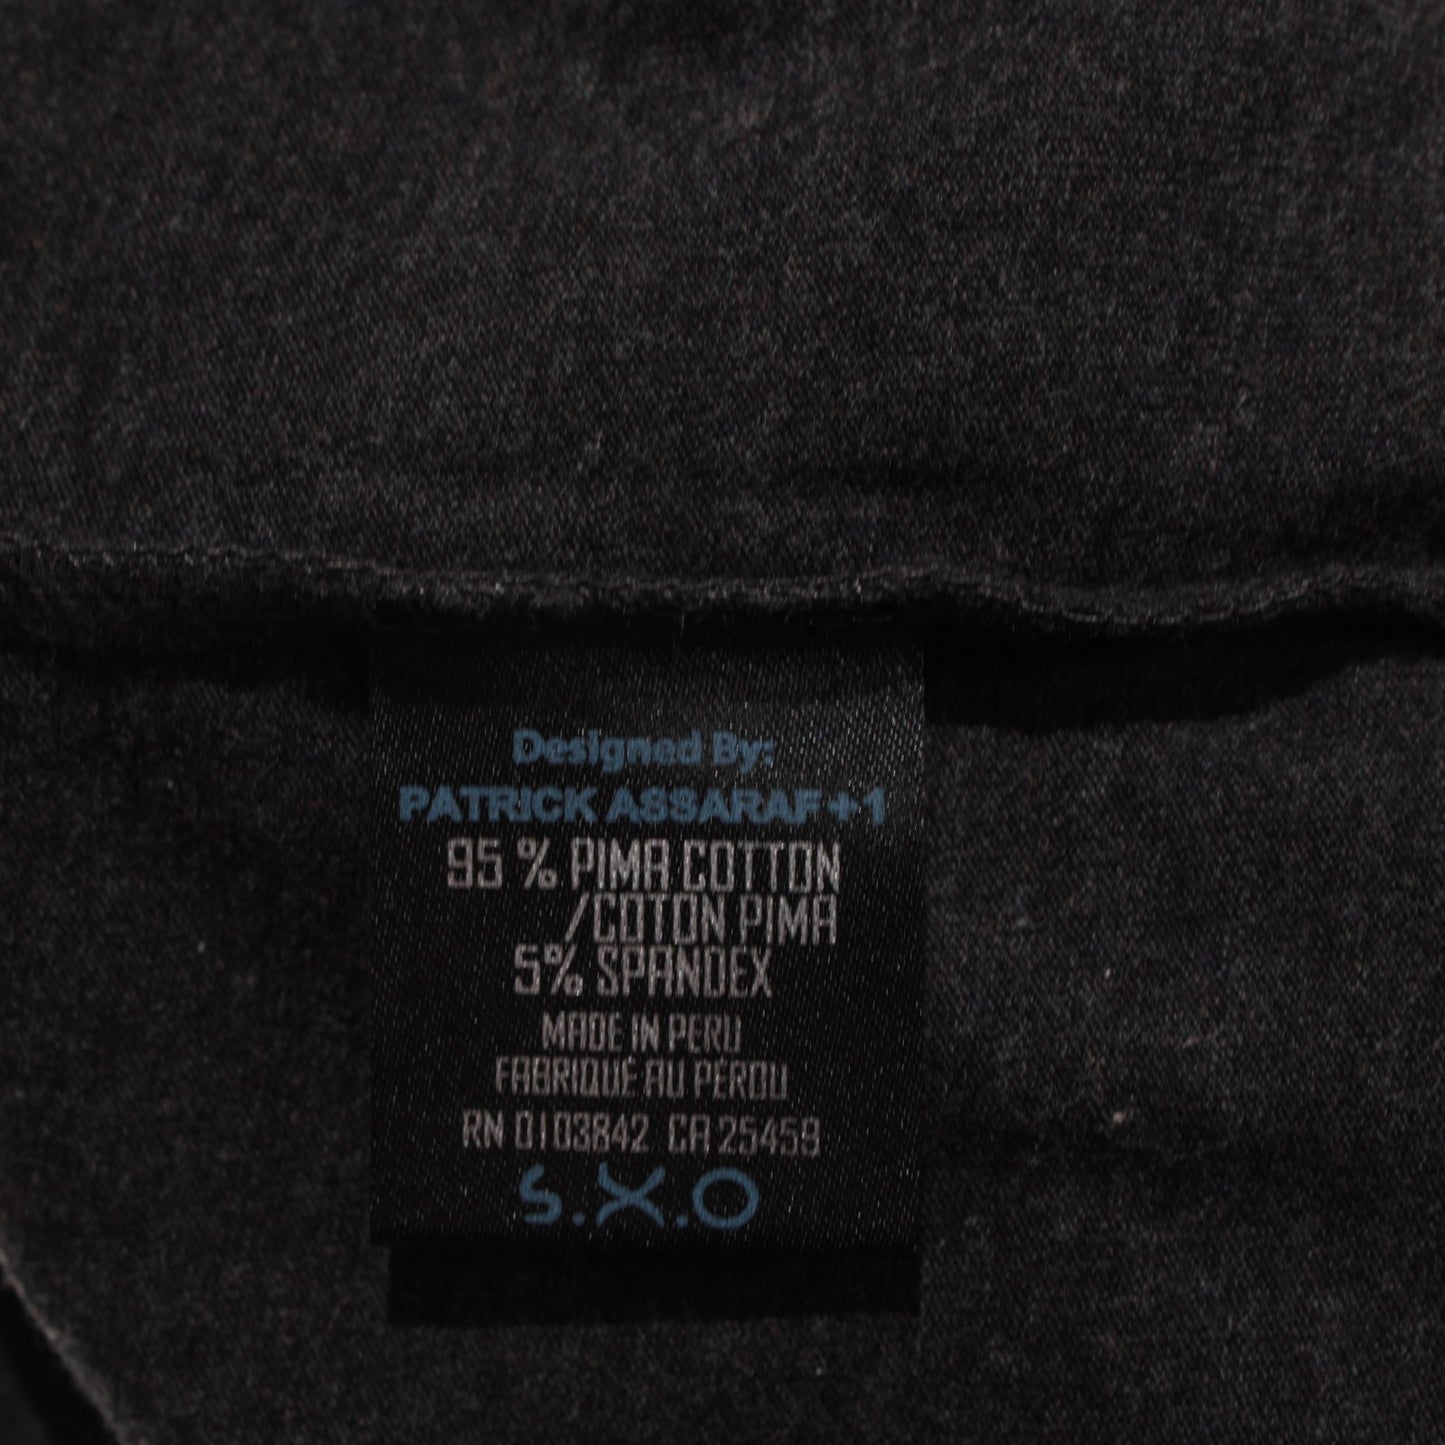 Designed By:
PATRICK ASSARAF+1
95 % PIMA COTTON
/COTON PIMA
5% SPANDEX
MADE IN PERU
FABRIQUÉ AU PÉROU
RN 0103842 CA 25459
S.X.O